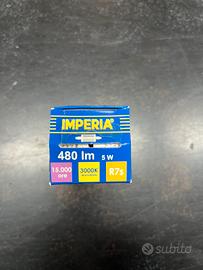 IMPERIA®
480 lm 5 W
15.000 ore
3000K
R7s
subito